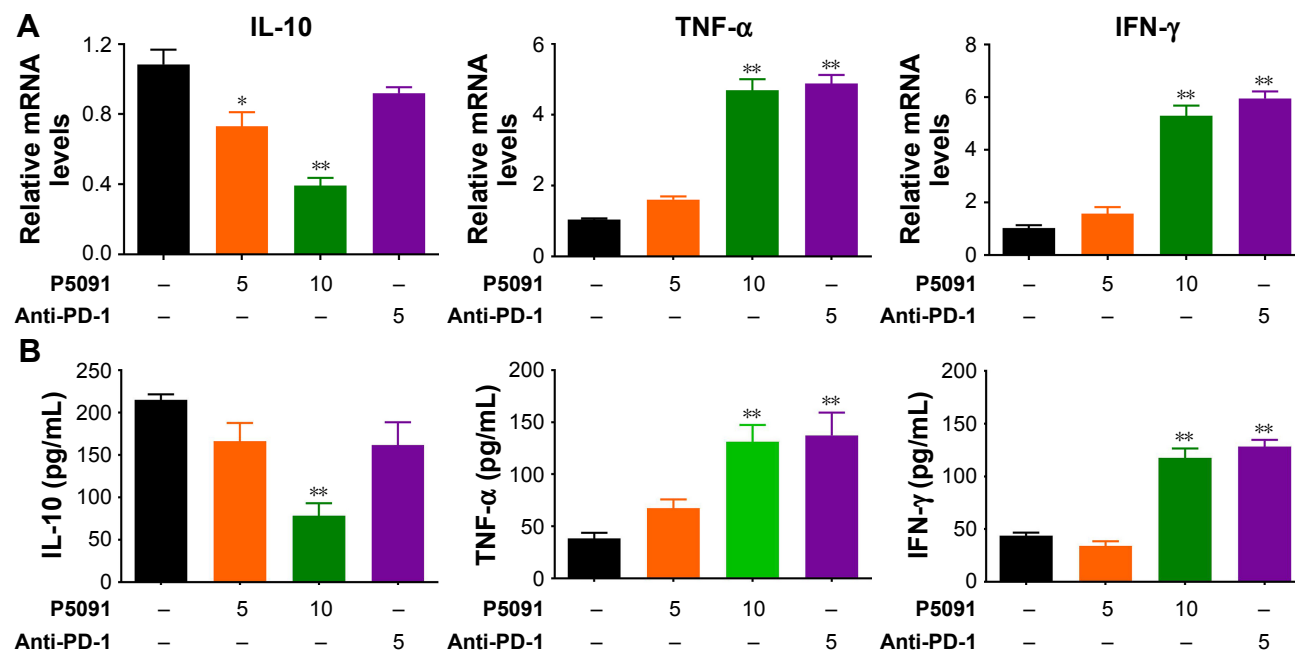 A
IL-10
TNF-α
IFN-γ
Relative mRNA
levels
1.2
0.8
0.4
0.0
*
**
Relative mRNA
levels
6
4
2
0
**
**
Relative mRNA
levels
8
6
4
2
0
**
**
P5091 – 5 10 – – 5 10 – P5091 – 5 10 –
Anti-PD-1 – – – 5 Anti-PD-1 – – – 5 Anti-PD-1 – – – 5
B
IL-10 (pg/mL)
250
200
150
100
50
0
**
TNF-α (pg/mL)
200
150
100
50
0
**
**
IFN-γ (pg/mL)
200
150
100
50
0
**
**
P5091 – 5 10 – – 5 10 – P5091 – 5 10 –
Anti-PD-1 – – – 5 Anti-PD-1 – – – 5 Anti-PD-1 – – – 5